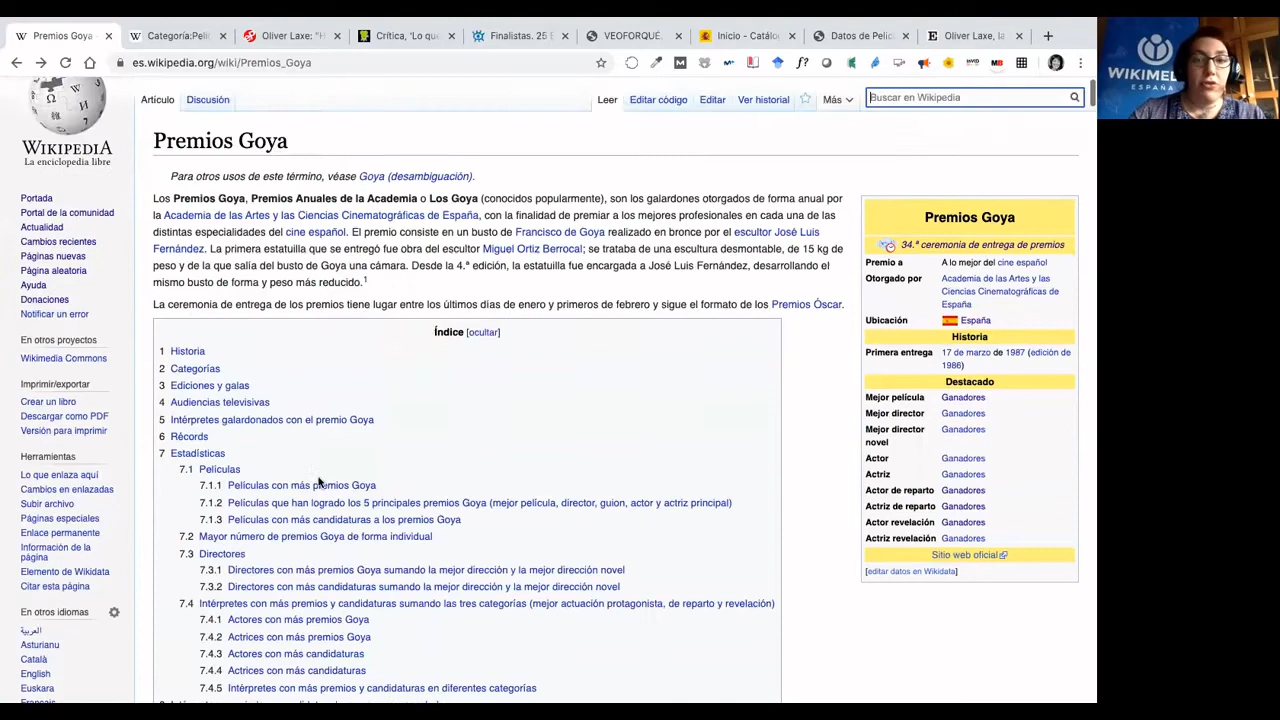 Premios Goya
Categoría:Pelí
Oliver Laxe: "H
Crítica, 'Lo que
Finalistas. 25 E
VEOFORQUÉ.
Inicio - Catálog
Datos de Pelíc
Oliver Laxe, la
es.wikipedia.org/wiki/Premios_Goya
WIKIPEDIA
La enciclopedia libre
Portada
Portal de la comunidad
Actualidad
Cambios recientes
Páginas nuevas
Página aleatoria
Ayuda
Donaciones
Notificar un error
En otros proyectos
Wikimedia Commons
Imprimir/exportar
Crear un libro
Descargar como PDF
Versión para imprimir
Herramientas
Lo que enlaza aquí
Cambios en enlazadas
Subir archivo
Páginas especiales
Enlace permanente
Información de la
página
Elemento de Wikidata
Citar esta página
En otros idiomas
العربية
Asturianu
Català
English
Euskara
Artículo Discusión
Leer Editar código Editar Ver historial Más
Buscar en Wikipedia
Premios Goya
Para otros usos de este término, véase Goya (desambiguación).
Los Premios Goya, Premios Anuales de la Academia o Los Goya (conocidos popularmente), son los galardones otorgados de forma anual por
la Academia de las Artes y las Ciencias Cinematográficas de España, con la finalidad de premiar a los mejores profesionales en cada una de las
distintas especialidades del cine español. El premio consiste en un busto de Francisco de Goya realizado en bronce por el escultor José Luis
Fernández. La primera estatuilla que se entregó fue obra del escultor Miguel Ortiz Berrocal; se trataba de una escultura desmontable, de 15 kg de
peso y de la que salía del busto de Goya una cámara. Desde la 4.ª edición, la estatuilla fue encargada a José Luis Fernández, desarrollando el
mismo busto de forma y peso más reducido.1
La ceremonia de entrega de los premios tiene lugar entre los últimos días de enero y primeros de febrero y sigue el formato de los Premios Óscar.
Índice [ocultar]
1 Historia
2 Categorías
3 Ediciones y galas
4 Audiencias televisivas
5 Intérpretes galardonados con el premio Goya
6 Récords
7 Estadísticas
7.1 Películas
7.1.1 Películas con más premios Goya
7.1.2 Películas que han logrado los 5 principales premios Goya (mejor película, director, guion, actor y actriz principal)
7.1.3 Películas con más candidaturas a los premios Goya
7.2 Mayor número de premios Goya de forma individual
7.3 Directores
7.3.1 Directores con más premios Goya sumando la mejor dirección y la mejor dirección novel
7.3.2 Directores con más candidaturas sumando la mejor dirección y la mejor dirección novel
7.4 Intérpretes con más premios y candidaturas sumando las tres categorías (mejor actuación protagonista, de reparto y revelación)
7.4.1 Actores con más premios Goya
7.4.2 Actrices con más premios Goya
7.4.3 Actores con más candidaturas
7.4.4 Actrices con más candidaturas
7.4.5 Intérpretes con más premios y candidaturas en diferentes categorías
Premios Goya
34.ª ceremonia de entrega de premios
Premio a A lo mejor del cine español
Otorgado por Academia de las Artes y las
Ciencias Cinematográficas de
España
Ubicación España
Historia
Primera entrega 17 de marzo de 1987 (edición de
1986)
Destacado
Mejor película Ganadores
Mejor director Ganadores
Mejor director Ganadores
novel
Actor Ganadores
Actriz Ganadores
Actor de reparto Ganadores
Actriz de reparto Ganadores
Actor revelación Ganadores
Actriz revelación Ganadores
Sitio web oficial
[editar datos en Wikidata]
WIKIME
ESPAÑA